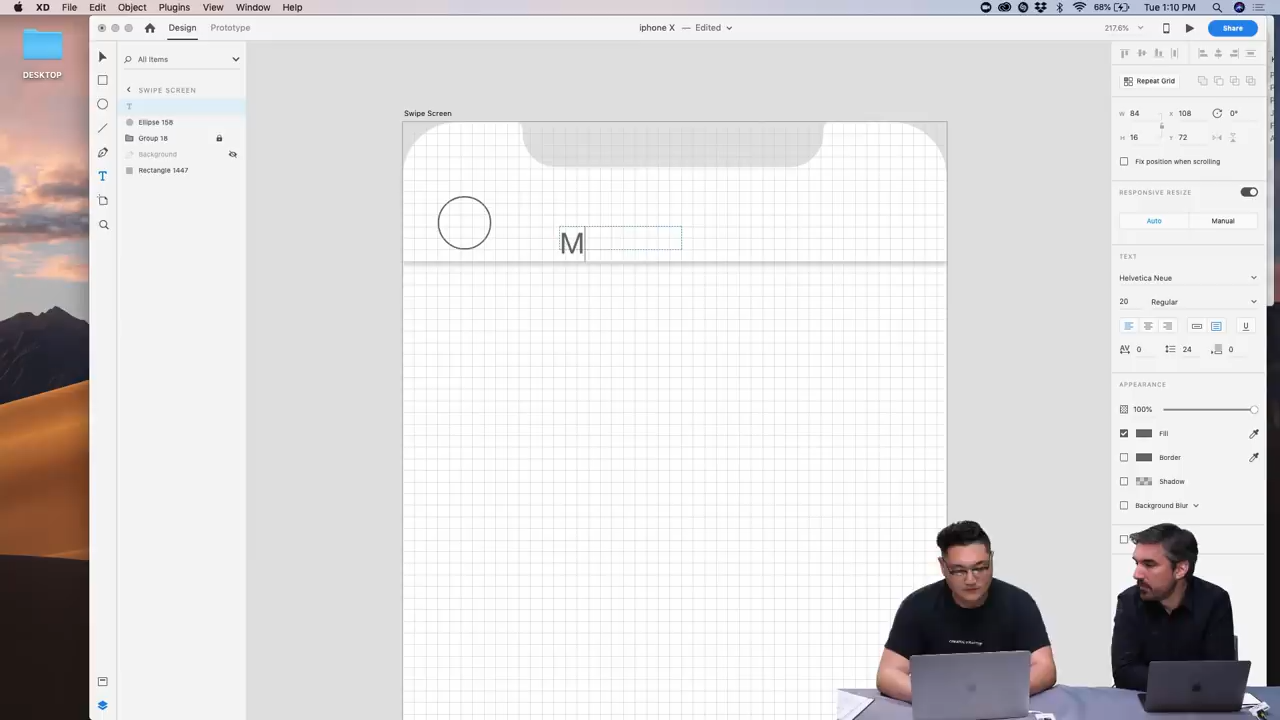 XD File Edit Object Plugins View Window Help
68% Tue 1:10 PM
Design Prototype
iphone X — Edited
217.6%
Share
DESKTOP
All Items
SWIPE SCREEN
T
Ellipse 158
Group 18
Background
Rectangle 1447
T
Swipe Screen
M
Repeat Grid
W 84 X 108 0°
H 16 Y 72
Fix position when scrolling
RESPONSIVE RESIZE
Auto Manual
TEXT
Helvetica Neue
20 Regular
U
AV 0 24 0
APPEARANCE
100%
Fill
Border
Shadow
Background Blur